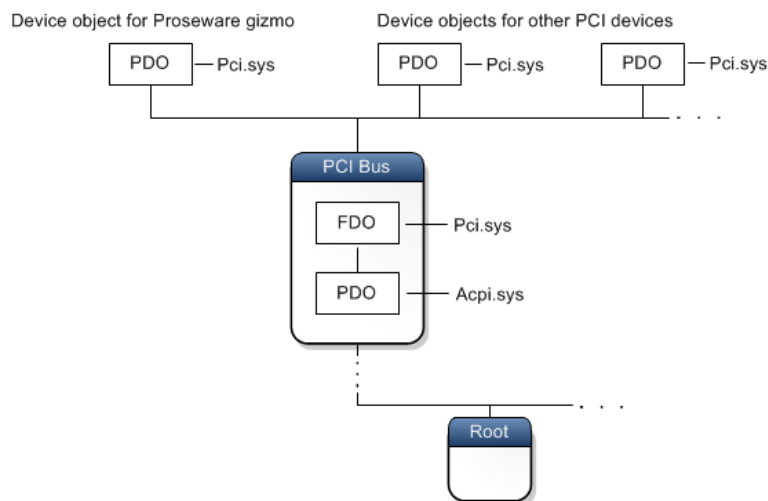 Device object for Proseware gizmo
Device objects for other PCI devices
PDO
Pci.sys
PDO
Pci.sys
PDO
Pci.sys
PCI Bus
FDO
Pci.sys
PDO
Acpi.sys
Root